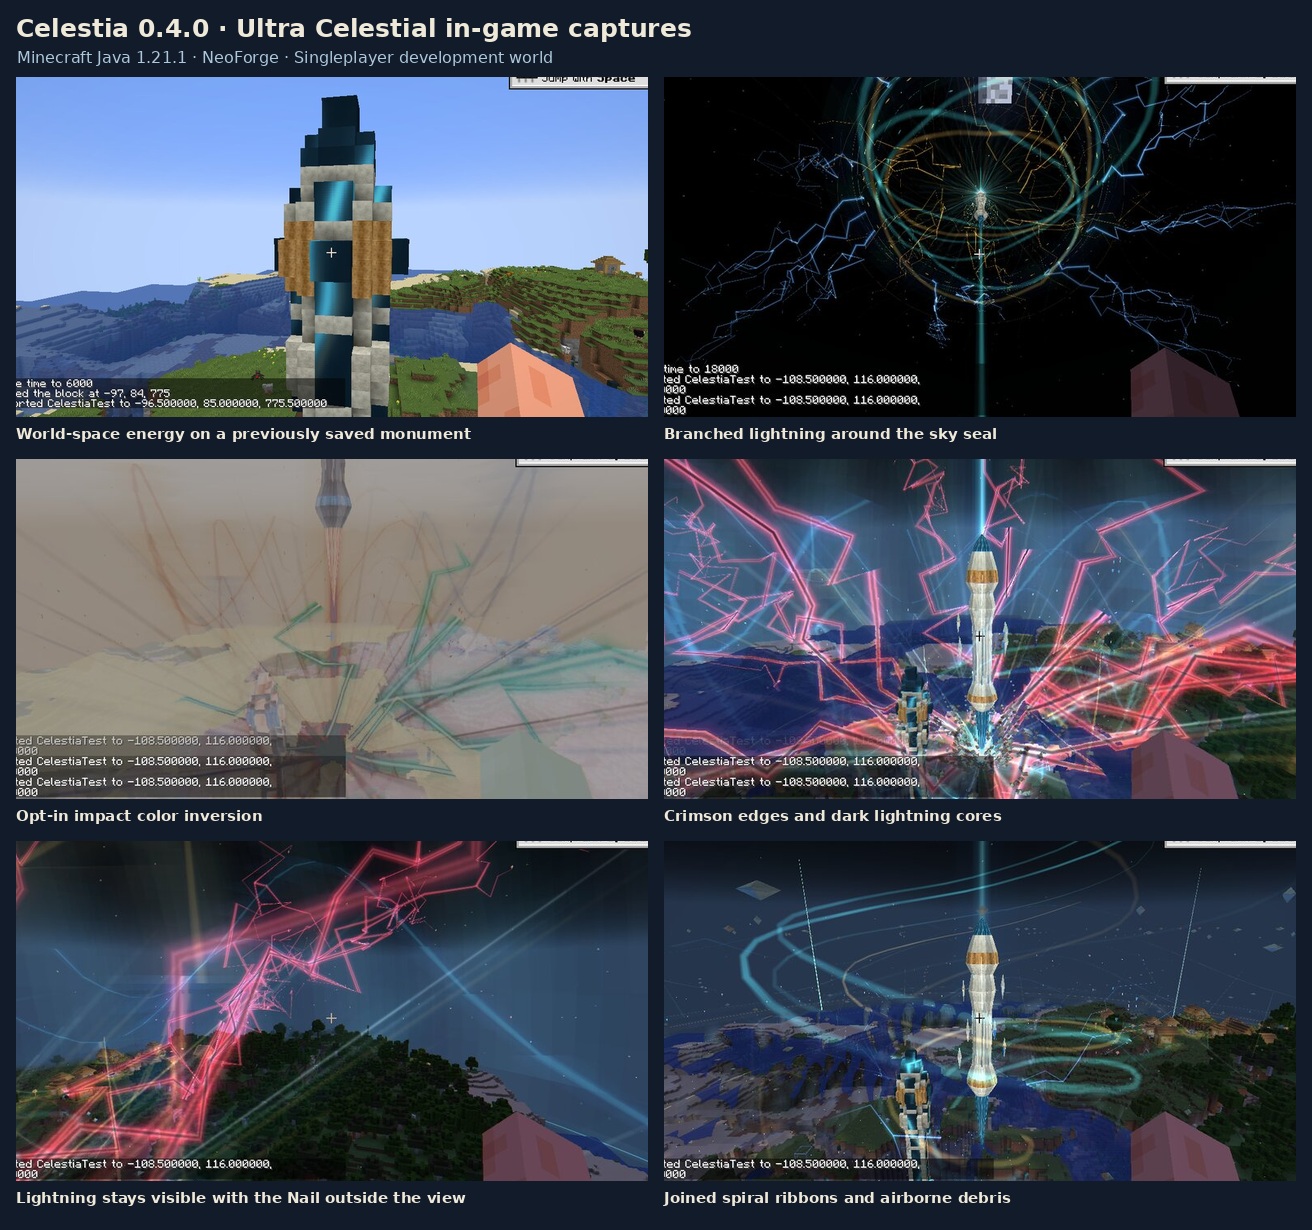 Celestia 0.4.0 · Ultra Celestial in-game captures
Minecraft Java 1.21.1 · NeoForge · Singleplayer development world
Jump with Space
e time to 6000
ed the block at -97, 84, 775
orted CelestiaTest to -96.500000, 85.000000, 775.500000
World-space energy on a previously saved monument
time to 18000
ted CelestiaTest to -108.500000, 116.000000,
000
ted CelestiaTest to -108.500000, 116.000000,
000
Branched lightning around the sky seal
ted CelestiaTest to -108.500000, 116.000000,
000
ted CelestiaTest to -108.500000, 116.000000,
000
ted CelestiaTest to -108.500000, 116.000000,
000
Opt-in impact color inversion
ted CelestiaTest to -108.500000, 116.000000,
000
ted CelestiaTest to -108.500000, 116.000000,
000
ted CelestiaTest to -108.500000, 116.000000,
000
Crimson edges and dark lightning cores
ted CelestiaTest to -108.500000, 116.000000,
000
Lightning stays visible with the Nail outside the view
ted CelestiaTest to -108.500000, 116.000000,
000
Joined spiral ribbons and airborne debris